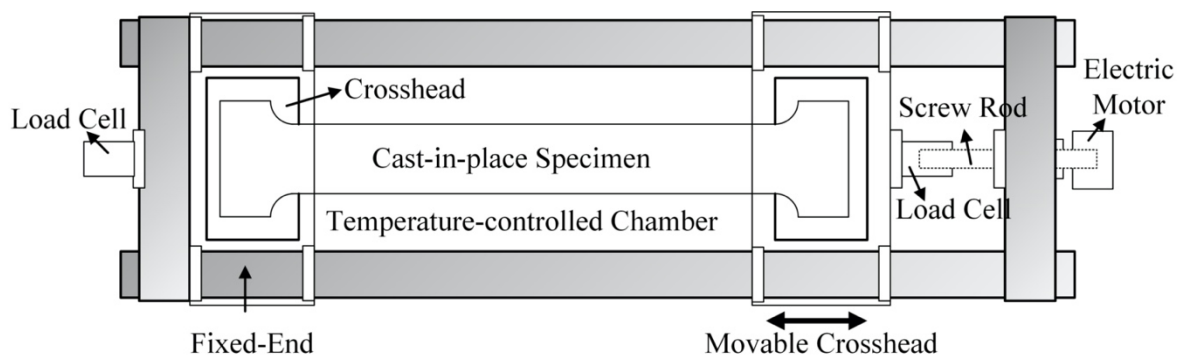 Load Cell
Crosshead
Cast-in-place Specimen
Temperature-controlled Chamber
Screw Rod
Electric
Motor
Load Cell
Fixed-End
Movable Crosshead